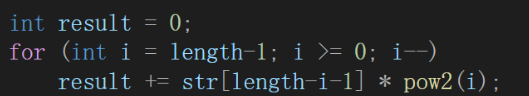 int result = 0;
for (int i = length-1; i >= 0; i--)
result += str[length-i-1] * pow2(i);